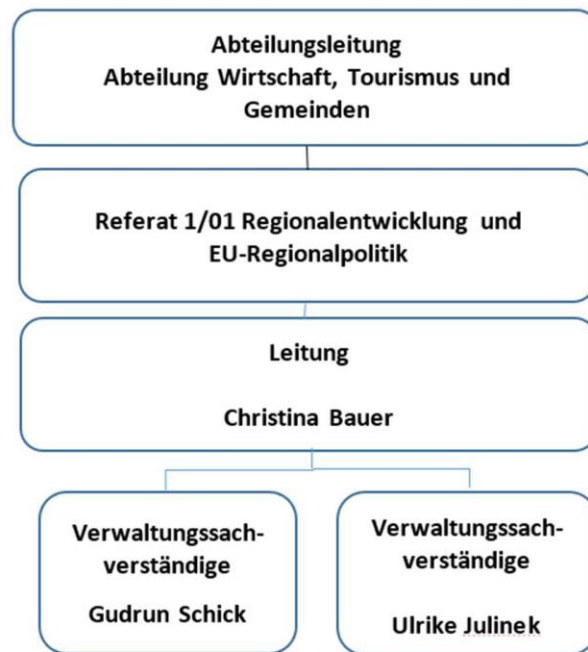 Abteilungsleitung
Abteilung Wirtschaft, Tourismus und
Gemeinden
Referat 1/01 Regionalentwicklung und
EU-Regionalpolitik
Leitung
Christina Bauer
Verwaltungssach-
verständige
Gudrun Schick
Verwaltungssach-
verständige
Ulrike Julinek